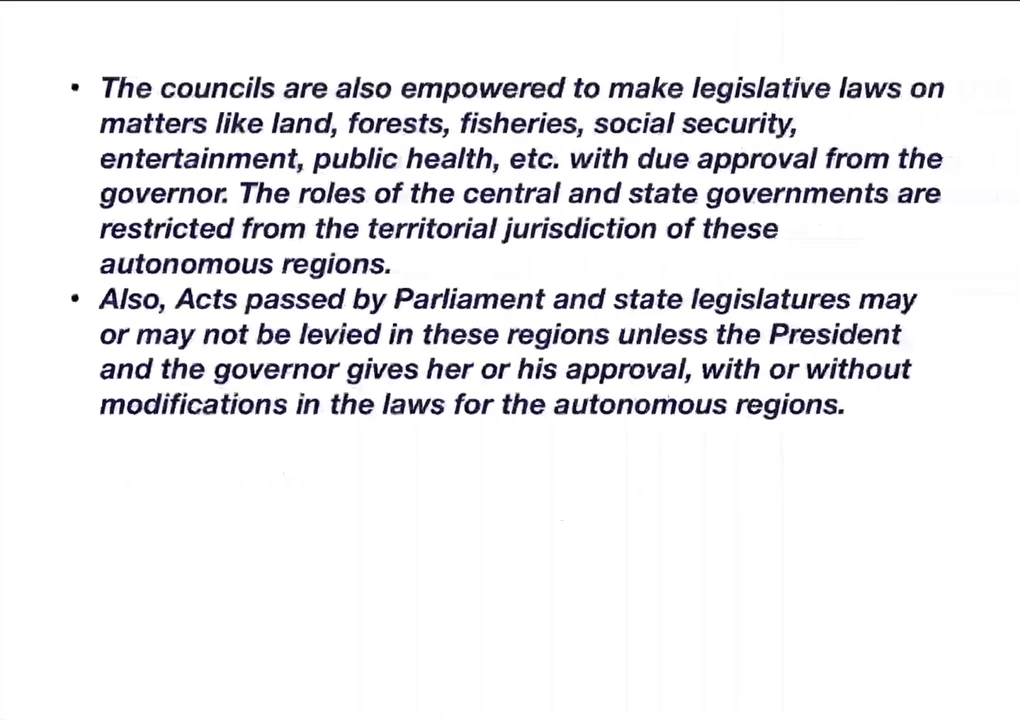 • The councils are also empowered to make legislative laws on
matters like land, forests, fisheries, social security,
entertainment, public health, etc. with due approval from the
governor. The roles of the central and state governments are
restricted from the territorial jurisdiction of these
autonomous regions.
• Also, Acts passed by Parliament and state legislatures may
or may not be levied in these regions unless the President
and the governor gives her or his approval, with or without
modifications in the laws for the autonomous regions.